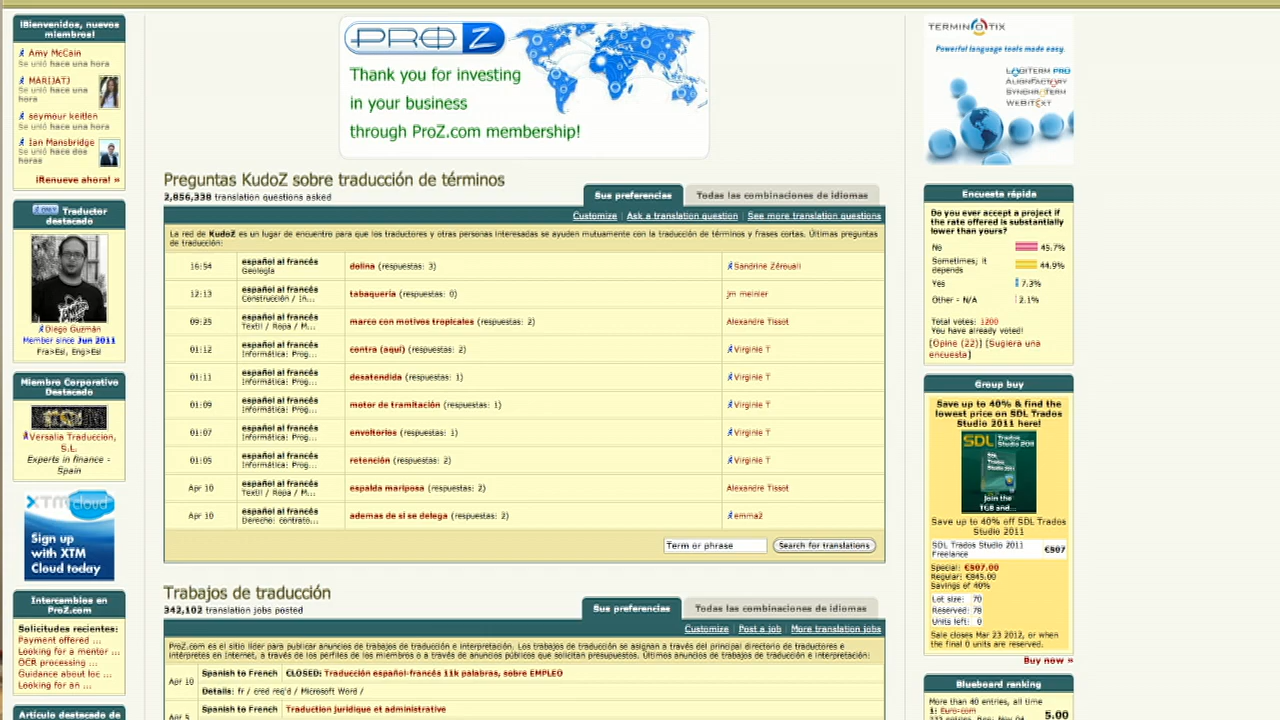 ¡Bienvenidos, nuevos
miembros!
Amy McCain
Se unió hace una hora
MARIJATJ
Se unió hace una
hora
seymour keitlen
Se unió hace una hora
Ian Mansbridge
Se unió hace dos
horas
¡Renueve ahora! »
Traductor
destacado
Diego Guzmán
Member since Jun 2011
Fra>Esl, Eng>Esl
Miembro Corporativo
Destacado
Versalia Traducción,
S.L.
Experts in finance -
Spain
XTM cloud
Sign up
with XTM
Cloud today
Intercambios en
ProZ.com
Solicitudes recientes:
Payment offered ...
Looking for a mentor ...
OCR processing ...
Guidance about loc ...
Looking for an ...
Artículo destacado de
PROZ
Thank you for investing
in your business
through ProZ.com membership!
Preguntas KudoZ sobre traducción de términos
2,856,338 translation questions asked
Sus preferencias
Todas las combinaciones de idiomas
Customize | Ask a translation question | See more translation questions
La red de KudoZ es un lugar de encuentro para que los traductores y otras personas interesadas se ayuden mutuamente con la traducción de términos y frases cortas. Últimas preguntas
de traducción:
16:54 español al francés Geología dolina (respuestas: 3) Sandrine Zérouali
12:13 español al francés Construcción / In... tabaquería (respuestas: 0) jm meinier
09:25 español al francés Textil / Ropa / M... marco con motivos tropicales (respuestas: 2) Alexandre Tissot
01:12 español al francés Informática: Prog... contra (aquí) (respuestas: 2) Virginie T
01:11 español al francés Informática: Prog... desatendida (respuestas: 1) Virginie T
01:09 español al francés Informática: Prog... motor de tramitación (respuestas: 1) Virginie T
01:07 español al francés Informática: Prog... envoltorios (respuestas: 1) Virginie T
01:05 español al francés Informática: Prog... retención (respuestas: 2) Virginie T
Apr 10 español al francés Textil / Ropa / M... espalda mariposa (respuestas: 2) Alexandre Tissot
Apr 10 español al francés Derecho: contrato... ademas de si se delega (respuestas: 2) emma2
Term or phrase
Search for translations
Trabajos de traducción
342,102 translation jobs posted
Sus preferencias
Todas las combinaciones de idiomas
Customize | Post a job | More translation jobs
ProZ.com es el sitio líder para publicar anuncios de trabajos de traducción e interpretación. Los trabajos de traducción se asignan a través del principal directorio de traductores e
intérpretes en Internet, a través de los perfiles de los miembros o a través de anuncios públicos que solicitan presupuestos. Últimos anuncios de trabajos de traducción e interpretación:
Apr 10 Spanish to French CLOSED: Traducción español-francés 11k palabras, sobre EMPLEO
Details: fr / cred req'd / Microsoft Word /
Apr 5 Spanish to French Traduction juridique et administrative
TERMINOTIX
Powerful language tools made easy.
LOGITERM PRO
ALIGNFACTORY
SYNCHROTERM
WEBITEXT
Encuesta rápida
Do you ever accept a project if
the rate offered is substantially
lower than yours?
No 45.7%
Sometimes; it
depends 44.9%
Yes 7.3%
Other - N/A 2.1%
Total votes: 1200
You have already voted!
[Opine (22)] [Sugiera una
encuesta]
Group buy
Save up to 40% & find the
lowest price on SDL Trados
Studio 2011 here!
SDL Trados
Studio 2011
Join the
TGB and...
Save up to 40% off SDL Trados
Studio 2011
SDL Trados Studio 2011
Freelance €507
Special: €507.00
Regular: €845.00
Savings of 40%
Lot size: 70
Reserved: 78
Units left: 0
Sale closes Mar 23 2012, or when
the final 0 units are reserved.
Buy now »
Blueboard ranking
More than 40 entries, all time
1: Euro-com 5.00